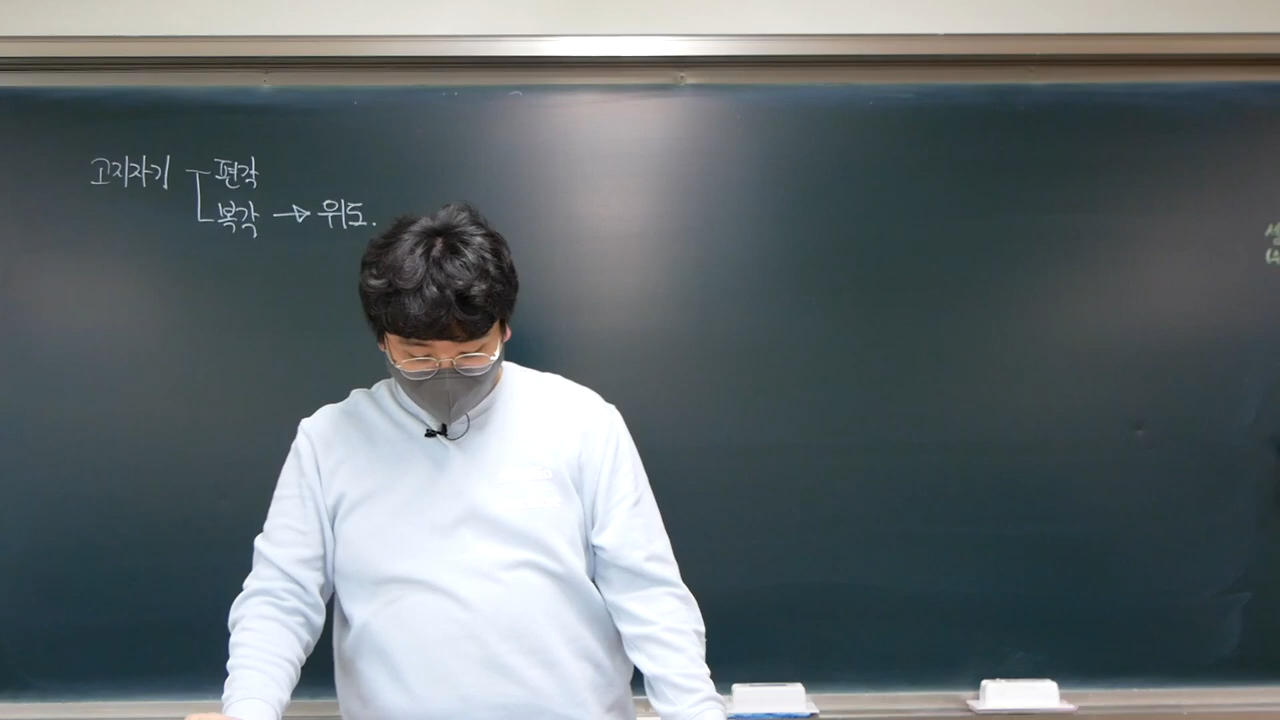 고지자기 편각
복각 → 위도.